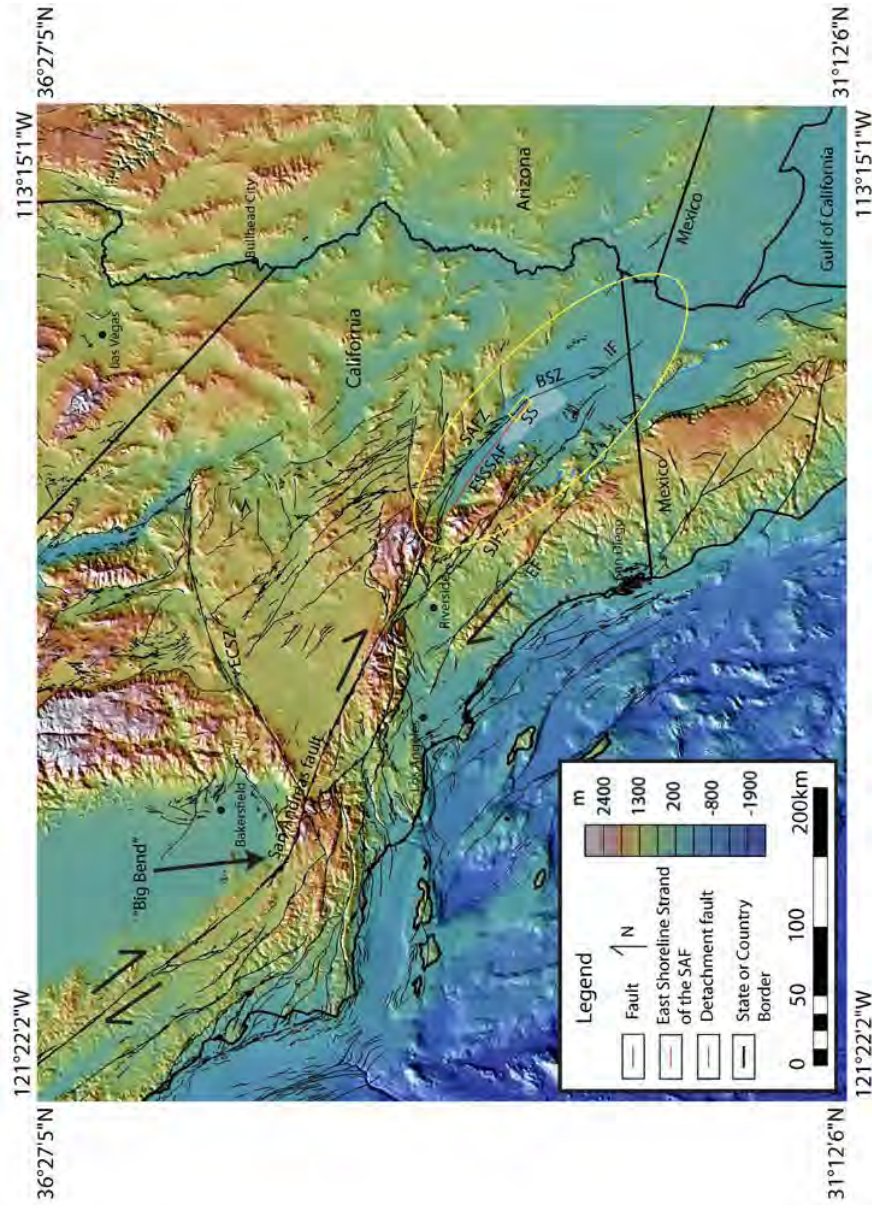 121°22'2"W
113°15'1"W
36°27'5"N
36°27'5"N
"Big Bend"
Bakersfield
San Andreas fault
ECSZ
Las Vegas
Bullhead City
California
Arizona
Los Angeles
Riverside
SJFZ
EF
SAFZ
ESSSAF
SS
BSZ
IF
San Diego
Mexico
Mexico
Gulf of California
Legend
Fault
N
East Shoreline Strand
of the SAF
Detachment fault
State or Country
Border
m
2400
1300
200
-800
-1900
0
50
100
200km
31°12'6"N
31°12'6"N
121°22'2"W
113°15'1"W